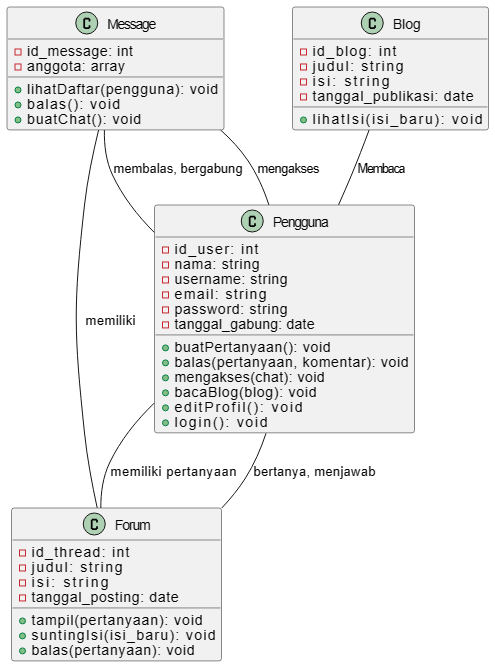 C Message
id_message: int
anggota: array
lihatDaftar(pengguna): void
balas(): void
buatChat(): void
C Blog
id_blog: int
judul: string
isi: string
tanggal_publikasi: date
lihatIsi(isi_baru): void
membalas, bergabung
mengakses
Membaca
C Pengguna
id_user: int
nama: string
username: string
email: string
password: string
tanggal_gabung: date
buatPertanyaan(): void
balas(pertanyaan, komentar): void
mengakses(chat): void
bacaBlog(blog): void
editProfil(): void
login(): void
memiliki
memiliki pertanyaan
bertanya, menjawab
C Forum
id_thread: int
judul: string
isi: string
tanggal_posting: date
tampil(pertanyaan): void
suntingIsi(isi_baru): void
balas(pertanyaan): void